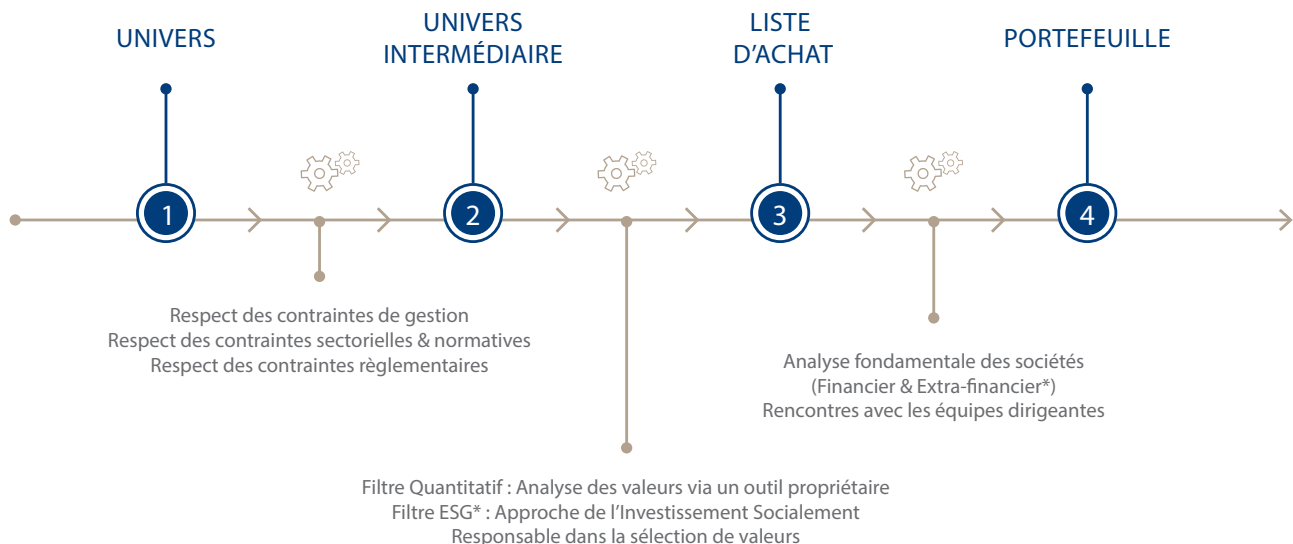 UNIVERS
UNIVERS
INTERMÉDIAIRE
LISTE
D’ACHAT
PORTEFEUILLE
1
2
3
4
Respect des contraintes de gestion
Respect des contraintes sectorielles & normatives
Respect des contraintes règlementaires
Analyse fondamentale des sociétés
(Financier & Extra-financier*)
Rencontres avec les équipes dirigeantes
Filtre Quantitatif : Analyse des valeurs via un outil propriétaire
Filtre ESG* : Approche de l’Investissement Socialement
Responsable dans la sélection de valeurs